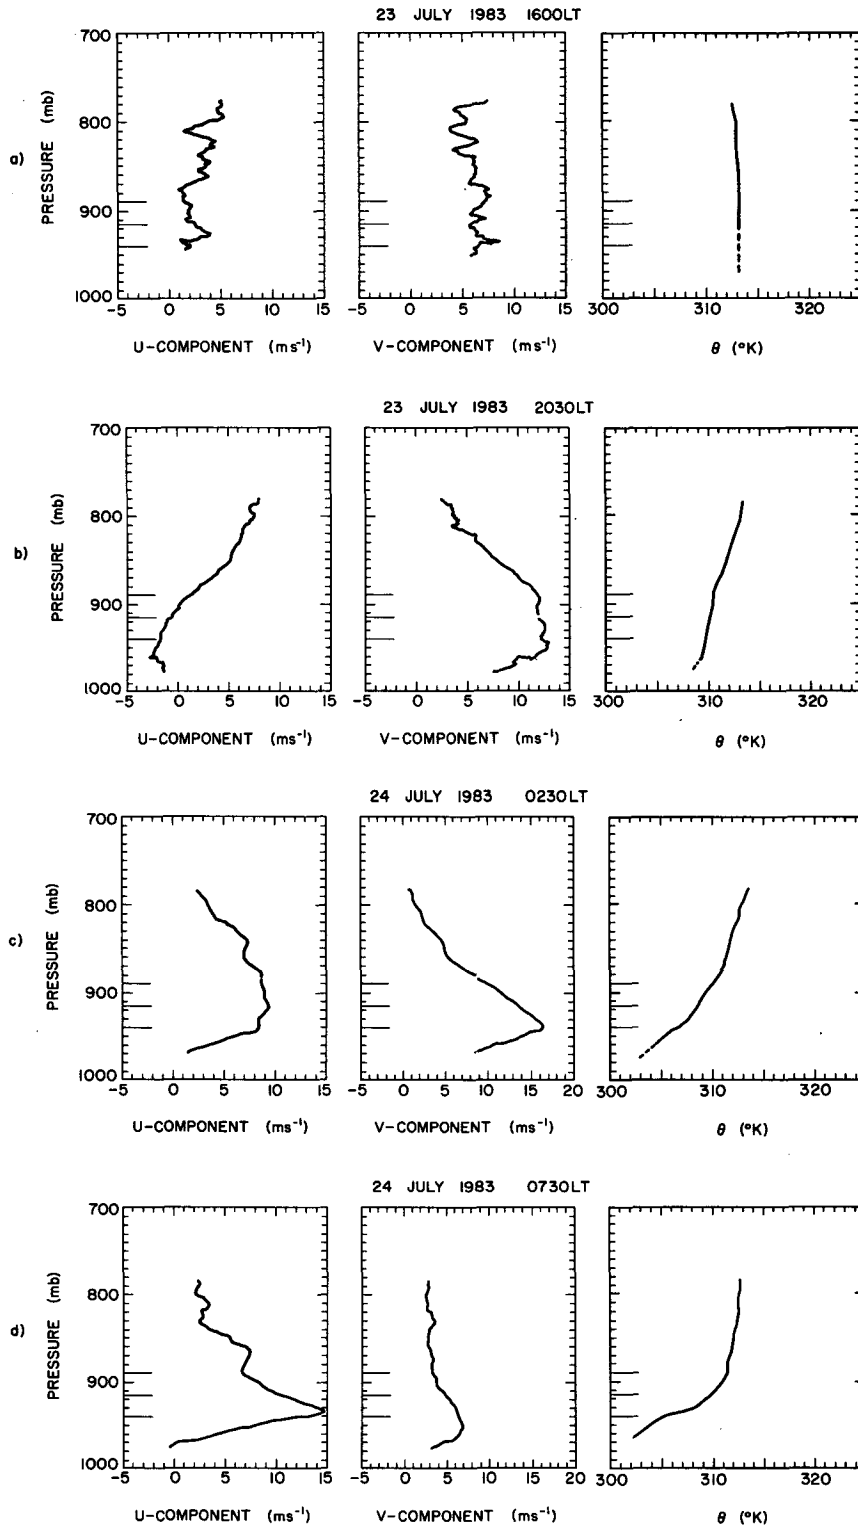 23 JULY 1983 1600LT
a)
PRESSURE (mb)
700
800
900
1000
-5 0 5 10 15
-5 0 5 10 15
300 310 320
U-COMPONENT (ms⁻¹)
V-COMPONENT (ms⁻¹)
θ (°K)
23 JULY 1983 2030LT
b)
PRESSURE (mb)
700
800
900
1000
-5 0 5 10 15
-5 0 5 10 15
300 310 320
U-COMPONENT (ms⁻¹)
V-COMPONENT (ms⁻¹)
θ (°K)
24 JULY 1983 0230LT
c)
PRESSURE (mb)
700
800
900
1000
-5 0 5 10 15
-5 0 5 10 15 20
300 310 320
U-COMPONENT (ms⁻¹)
V-COMPONENT (ms⁻¹)
θ (°K)
24 JULY 1983 0730LT
d)
PRESSURE (mb)
700
800
900
1000
-5 0 5 10 15
-5 0 5 10 15 20
300 310 320
U-COMPONENT (ms⁻¹)
V-COMPONENT (ms⁻¹)
θ (°K)